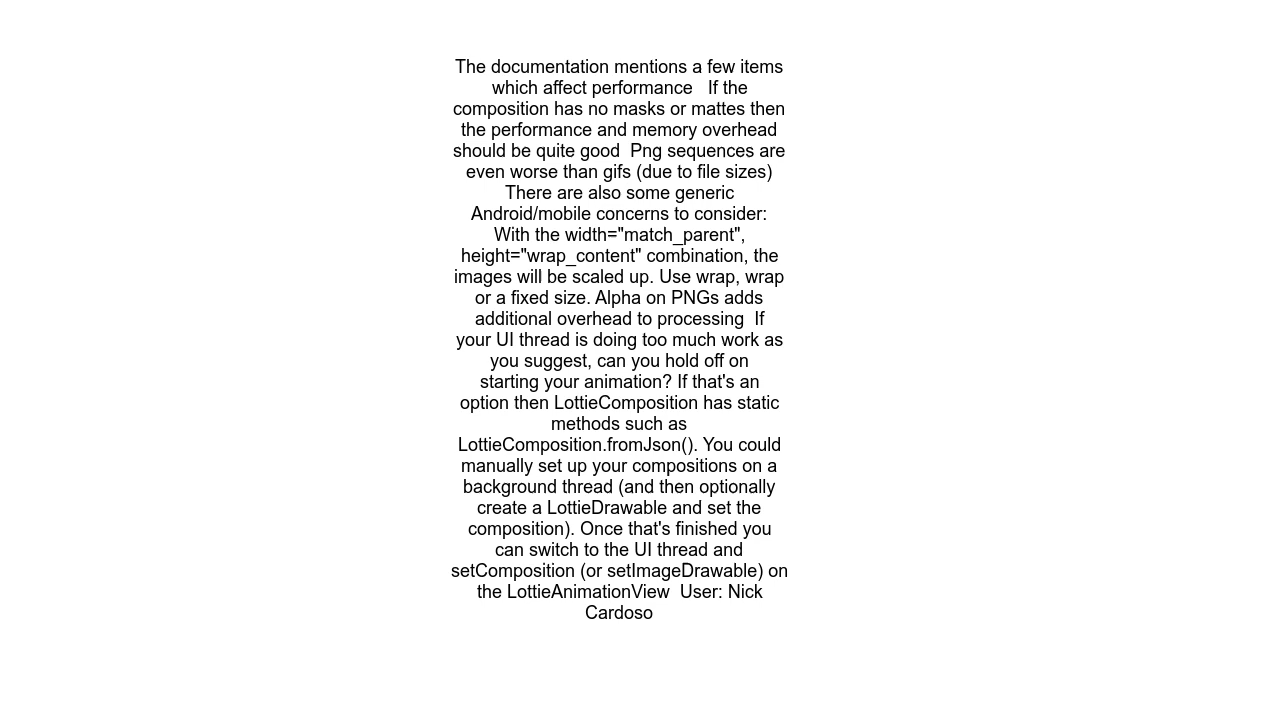 The documentation mentions a few items
which affect performance   If the
composition has no masks or mattes then
the performance and memory overhead
should be quite good  Png sequences are
even worse than gifs (due to file sizes)
There are also some generic
Android/mobile concerns to consider:
With the width="match_parent",
height="wrap_content" combination, the
images will be scaled up. Use wrap, wrap
or a fixed size. Alpha on PNGs adds
additional overhead to processing  If
your UI thread is doing too much work as
you suggest, can you hold off on
starting your animation? If that's an
option then LottieComposition has static
methods such as
LottieComposition.fromJson(). You could
manually set up your compositions on a
background thread (and then optionally
create a LottieDrawable and set the
composition). Once that's finished you
can switch to the UI thread and
setComposition (or setImageDrawable) on
the LottieAnimationView  User: Nick
Cardoso